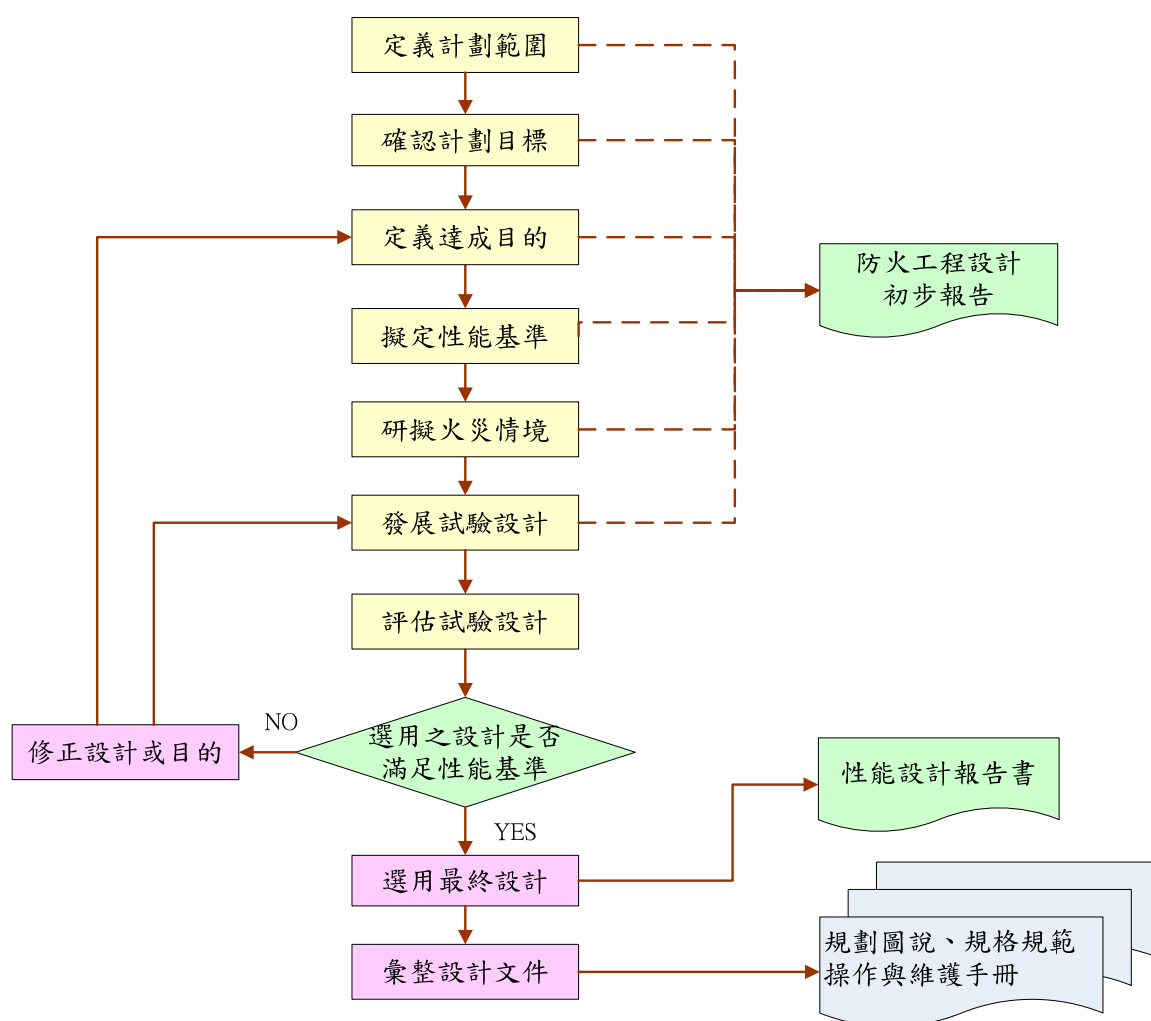 定義計劃範圍
確認計劃目標
定義達成目的
防火工程設計
初步報告
擬定性能基準
研擬火災情境
發展試驗設計
評估試驗設計
NO
選用之設計是否
滿足性能基準
修正設計或目的
性能設計報告書
YES
選用最終設計
規劃圖說、規格規範
操作與維護手冊
彙整設計文件